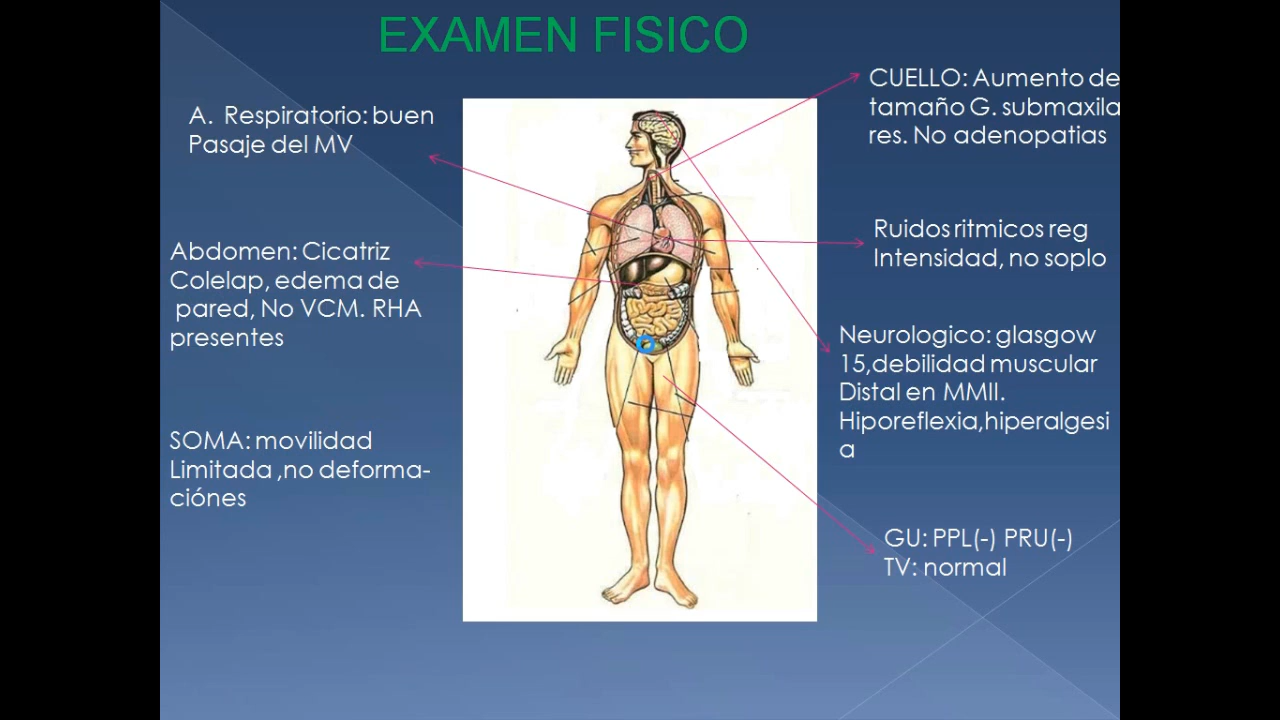 EXAMEN FISICO
A. Respiratorio: buen
Pasaje del MV
Abdomen: Cicatriz
Colelap, edema de
pared, No VCM. RHA
presentes
SOMA: movilidad
Limitada ,no deforma-
ciónes
CUELLO: Aumento de
tamaño G. submaxila
res. No adenopatias
Ruidos ritmicos reg
Intensidad, no soplo
Neurologico: glasgow
15,debilidad muscular
Distal en MMII.
Hiporeflexia,hiperalgesi
a
GU: PPL(-) PRU(-)
TV: normal